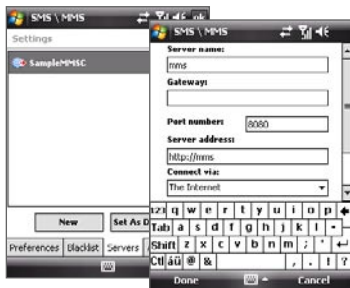 SMS \ MMS
ok
Settings
SampleMMSC
New
Set As D
Preferences Blacklist Servers
SMS \ MMS
Server name:
mms
Gateway:
Port number: 8080
Server address:
http://mms
Connect via:
The Internet
123 q w e r t y u i o p
Tab a s d f g h j k l
Shift z x c v b n m ; '
Ctl áü @ & , . ! ?
Done
Cancel